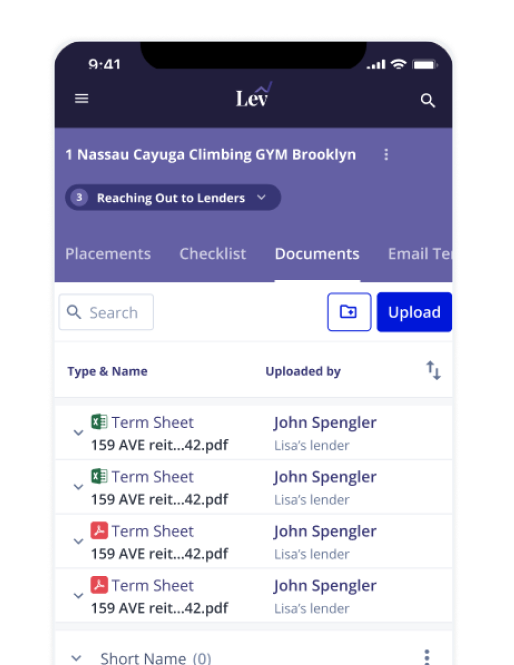 9:41
Lev
1 Nassau Cayuga Climbing GYM Brooklyn
3 Reaching Out to Lenders
Placements Checklist Documents Email Te
Search Upload
Type & Name Uploaded by
Term Sheet John Spengler
159 AVE reit...42.pdf Lisa's lender
Term Sheet John Spengler
159 AVE reit...42.pdf Lisa's lender
Term Sheet John Spengler
159 AVE reit...42.pdf Lisa's lender
Term Sheet John Spengler
159 AVE reit...42.pdf Lisa's lender
Short Name (0)